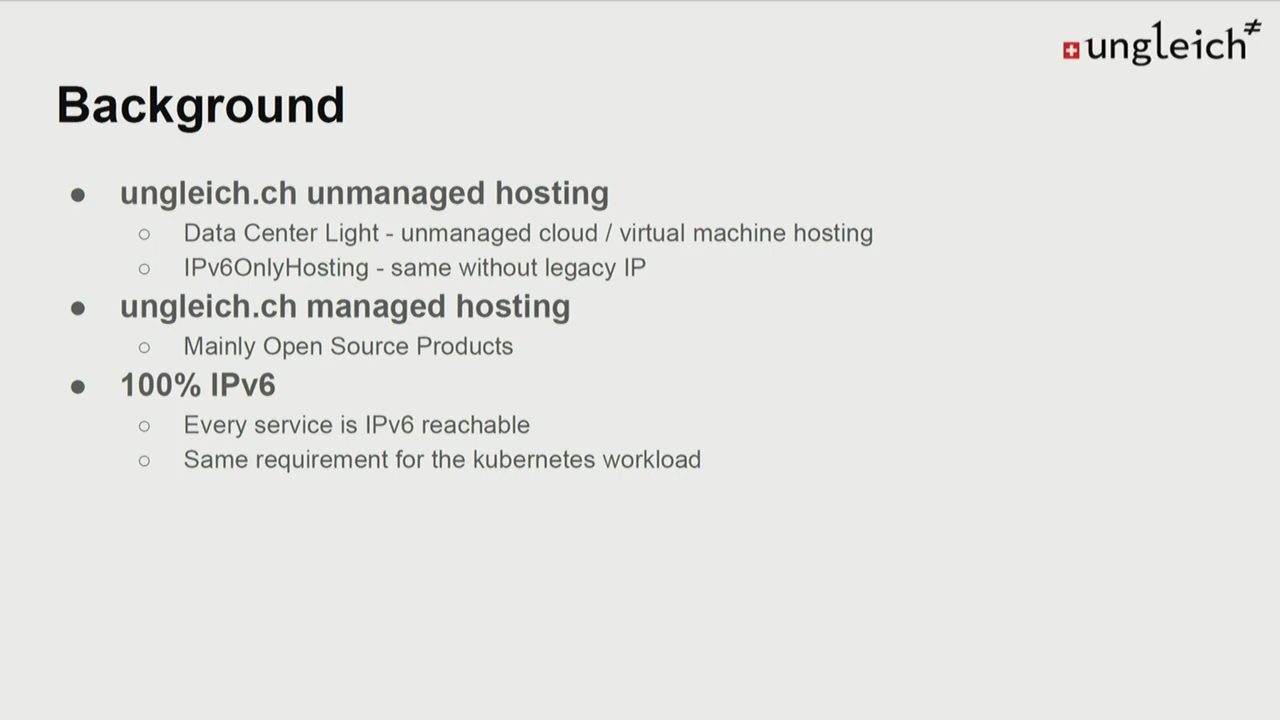 ungleich≠
Background
● ungleich.ch unmanaged hosting
○ Data Center Light - unmanaged cloud / virtual machine hosting
○ IPv6OnlyHosting - same without legacy IP
● ungleich.ch managed hosting
○ Mainly Open Source Products
● 100% IPv6
○ Every service is IPv6 reachable
○ Same requirement for the kubernetes workload